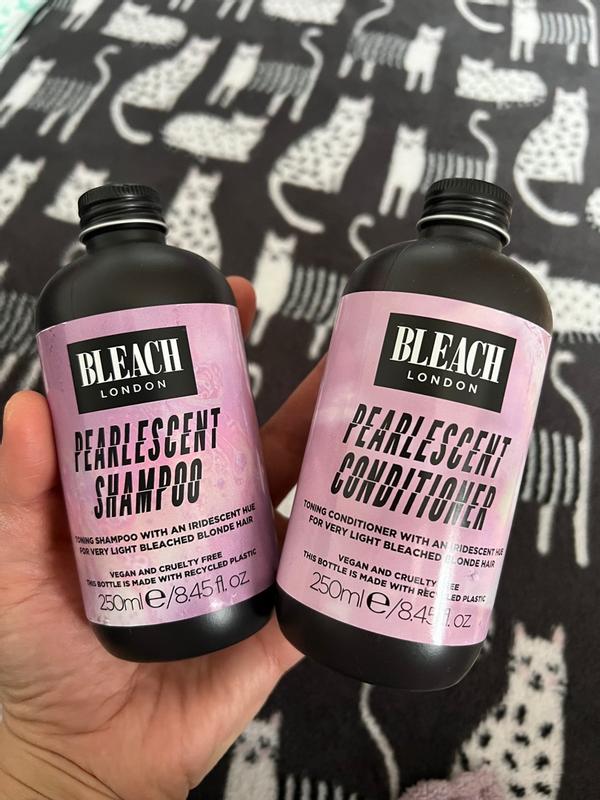 BLEACH
LONDON
PEARLESCENT
SHAMPOO
TONING SHAMPOO WITH AN IRIDESCENT HUE
FOR VERY LIGHT BLEACHED BLONDE HAIR
VEGAN AND CRUELTY FREE
THIS BOTTLE IS MADE WITH RECYCLED PLASTIC
250ml e/8.45 fl. oz
BLEACH
LONDON
PEARLESCENT
CONDITIONER
TONING CONDITIONER WITH AN IRIDESCENT HUE
FOR VERY LIGHT BLEACHED BLONDE HAIR
VEGAN AND CRUELTY FREE
THIS BOTTLE IS MADE WITH RECYCLED PLASTIC
250ml e/8.45 fl. oz